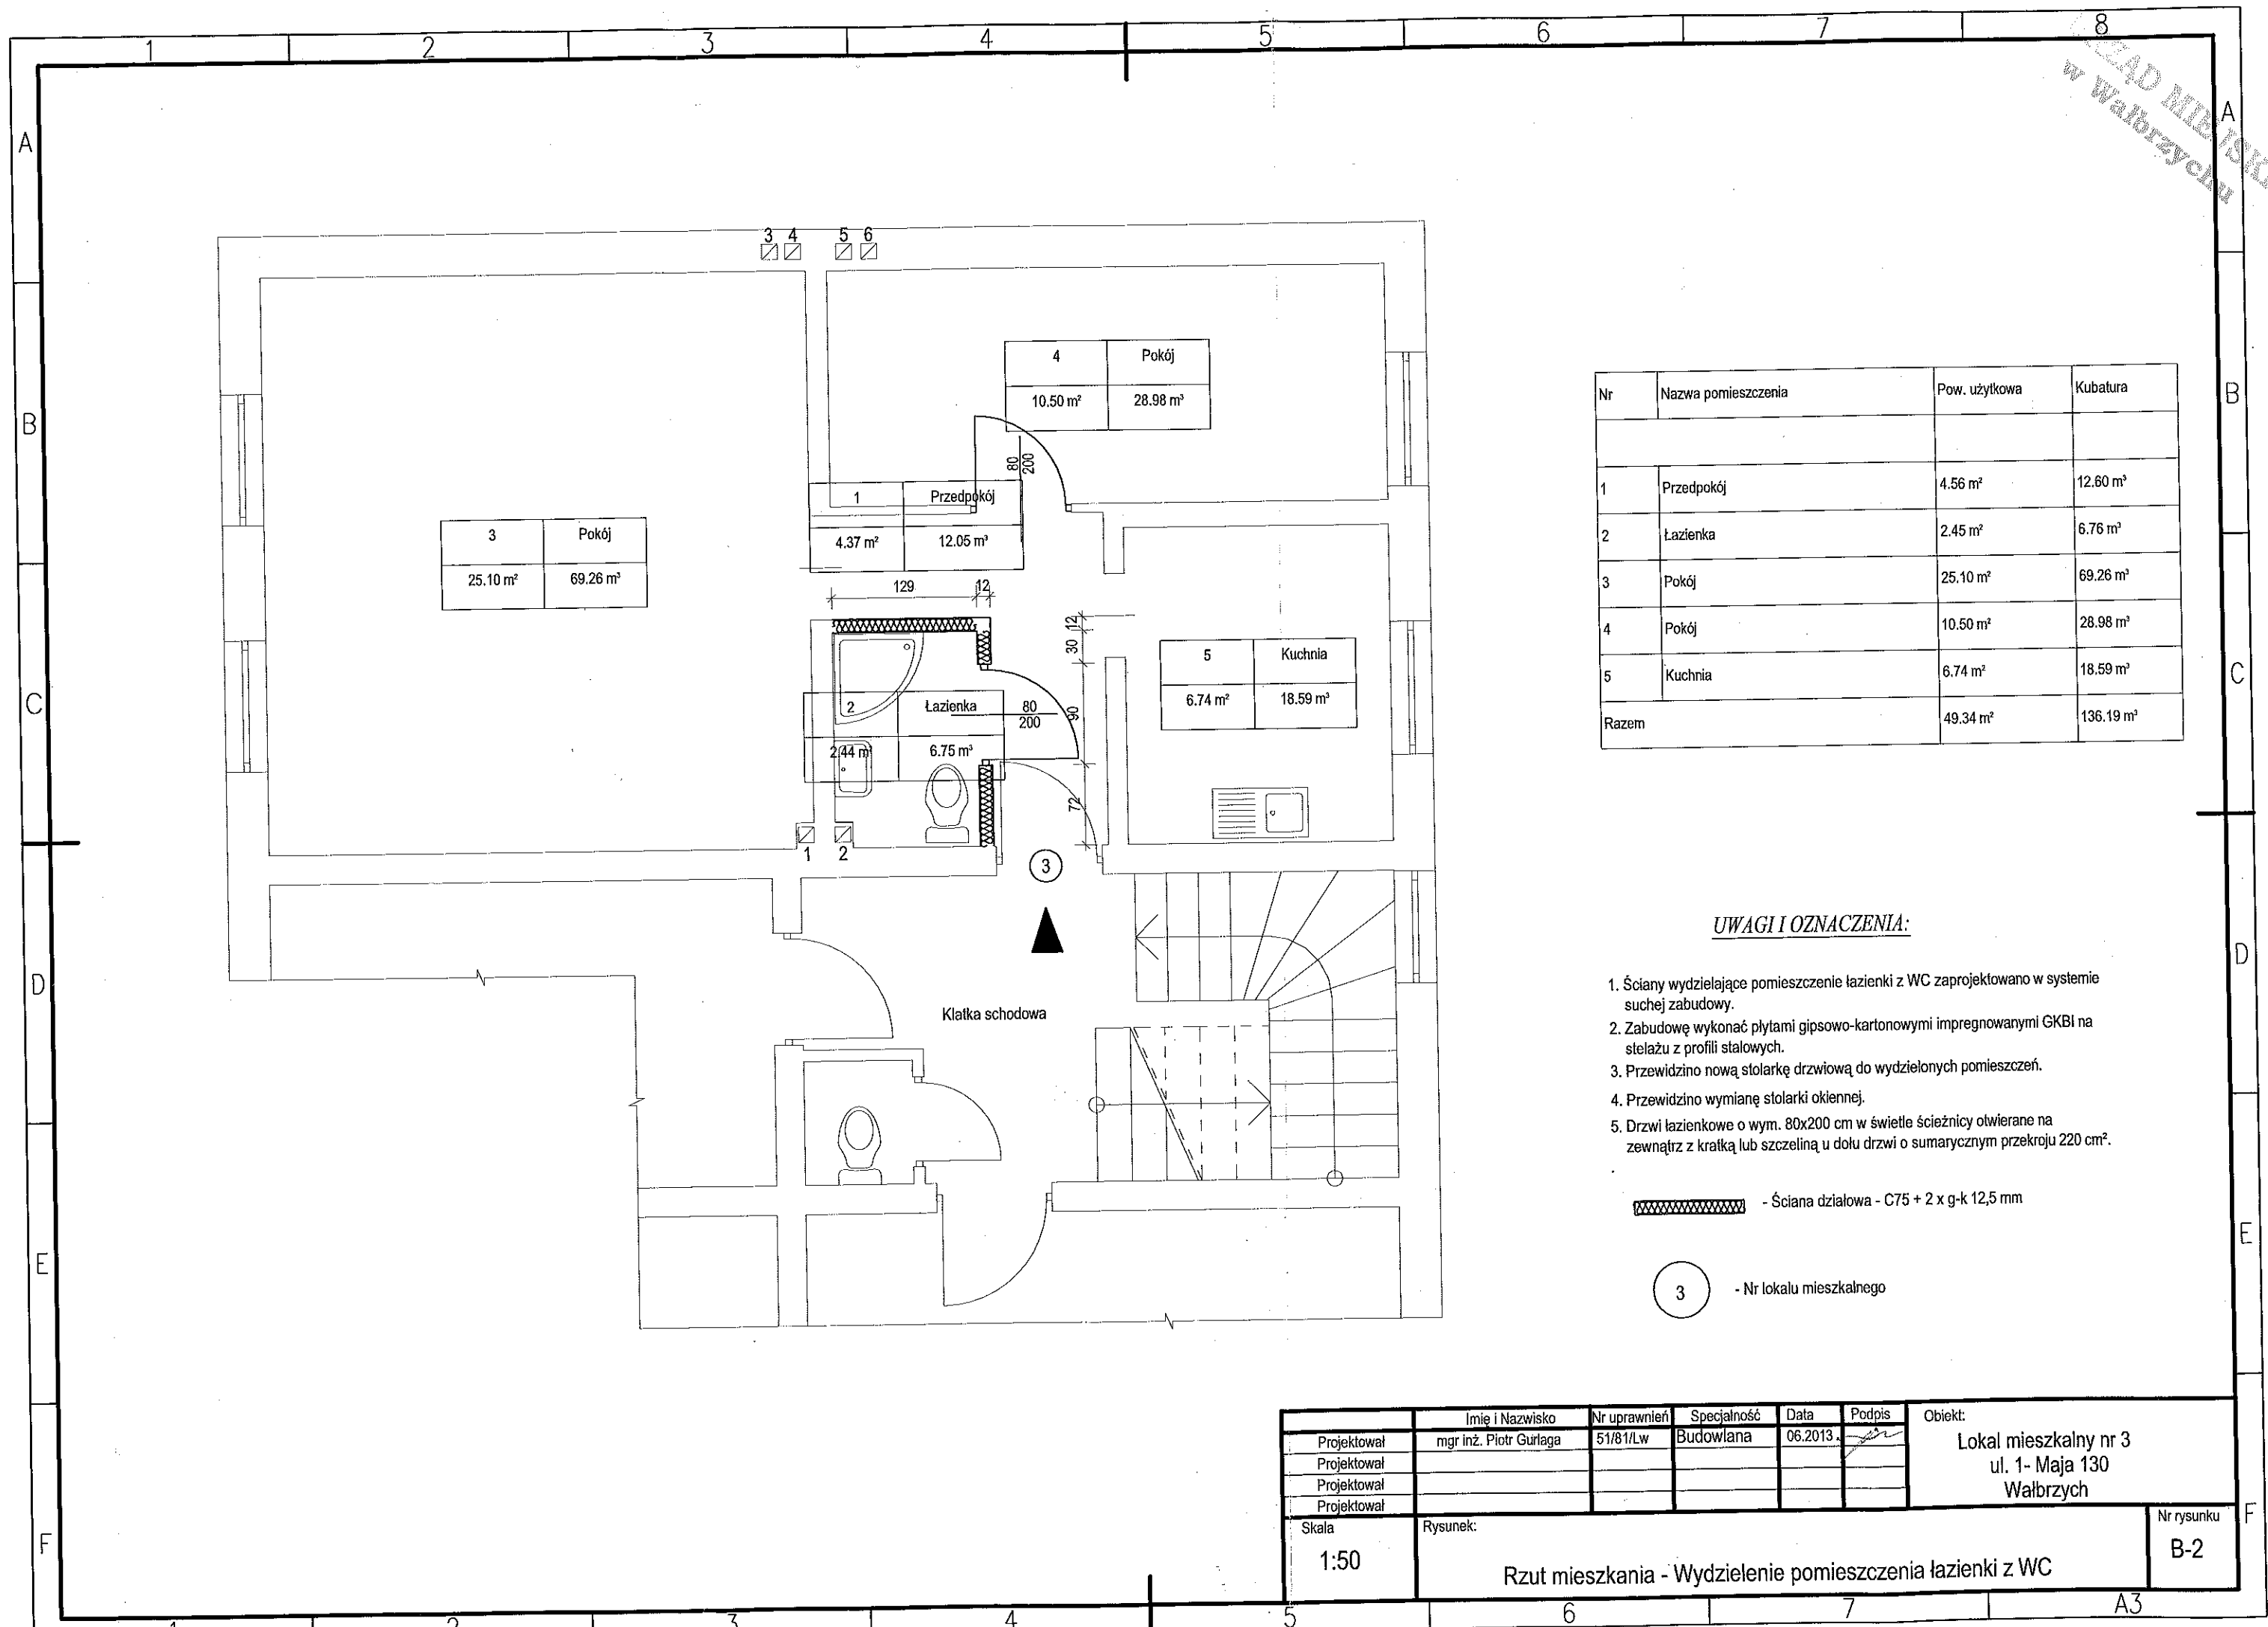 1 2 3 4 5 6 7 8
URZĄD MIEJSKI
w Wałbrzychu
A A
B B
C C
D D
E E
F F
3 4 5 6
4 Pokój
10.50 m² 28.98 m³
80
200
1 Przedpokój
4.37 m² 12.05 m³
3 Pokój
25.10 m² 69.26 m³
129 12
12
30
90
72
5 Kuchnia
6.74 m² 18.59 m³
2 Łazienka
2.44 m² 6.75 m³
80
200
1 2
3
Klatka schodowa
Nr Nazwa pomieszczenia Pow. użytkowa Kubatura
1 Przedpokój 4.56 m² 12.60 m³
2 Łazienka 2.45 m² 6.76 m³
3 Pokój 25.10 m² 69.26 m³
4 Pokój 10.50 m² 28.98 m³
5 Kuchnia 6.74 m² 18.59 m³
Razem 49.34 m² 136.19 m³
UWAGI I OZNACZENIA:
1. Ściany wydzielające pomieszczenie łazienki z WC zaprojektowano w systemie
suchej zabudowy.
2. Zabudowę wykonać płytami gipsowo-kartonowymi impregnowanymi GKBI na
stelażu z profili stalowych.
3. Przewidzino nową stolarkę drzwiową do wydzielonych pomieszczeń.
4. Przewidzino wymianę stolarki okiennej.
5. Drzwi łazienkowe o wym. 80x200 cm w świetle ścieżnicy otwierane na
zewnątrz z kratką lub szczeliną u dołu drzwi o sumarycznym przekroju 220 cm².
- Ściana działowa - C75 + 2 x g-k 12,5 mm
3 - Nr lokalu mieszkalnego
Imię i Nazwisko Nr uprawnień Specjalność Data Podpis
Projektował mgr inż. Piotr Gurlaga 51/81/Lw Budowlana 06.2013.
Projektował
Projektował
Projektował
Obiekt:
Lokal mieszkalny nr 3
ul. 1- Maja 130
Wałbrzych
Skala
1:50
Rysunek:
Rzut mieszkania - Wydzielenie pomieszczenia łazienki z WC
Nr rysunku
B-2
1 2 3 4 5 6 7 A3